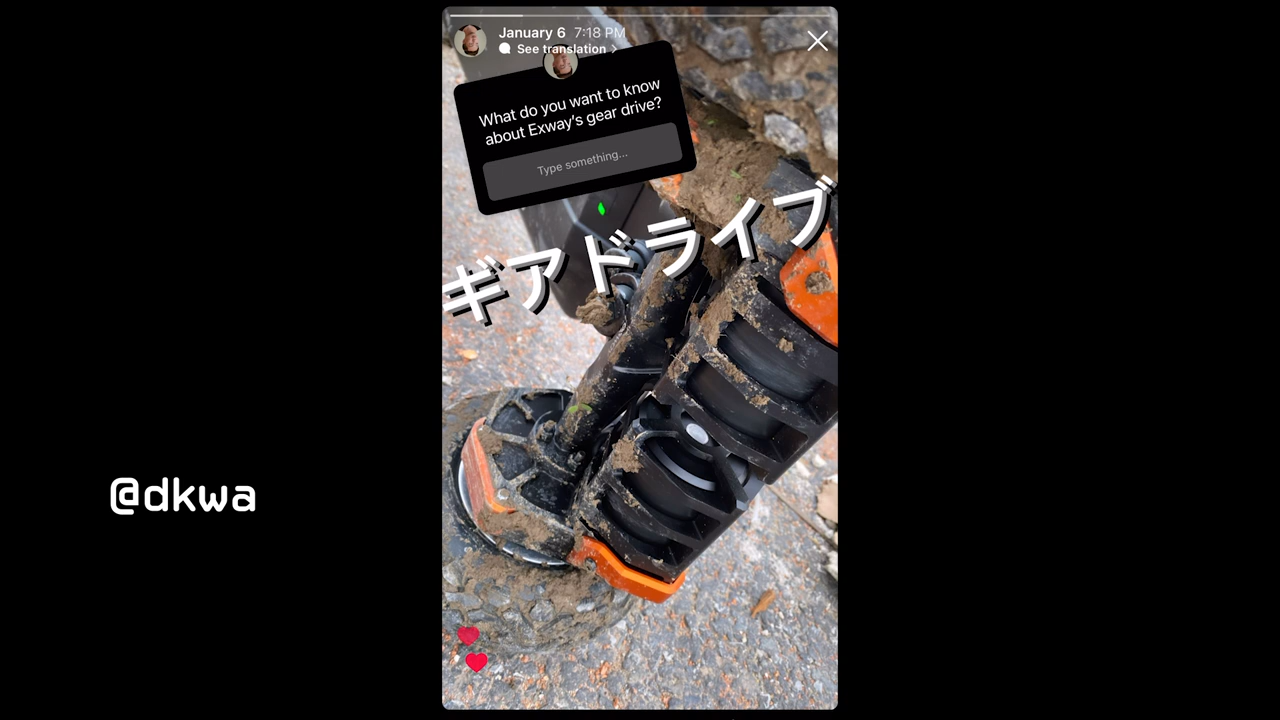 January 6 7:18 PM
See translation >
What do you want to know
about Exway's gear drive?
Type something...
ギアドライブ
@dkwa